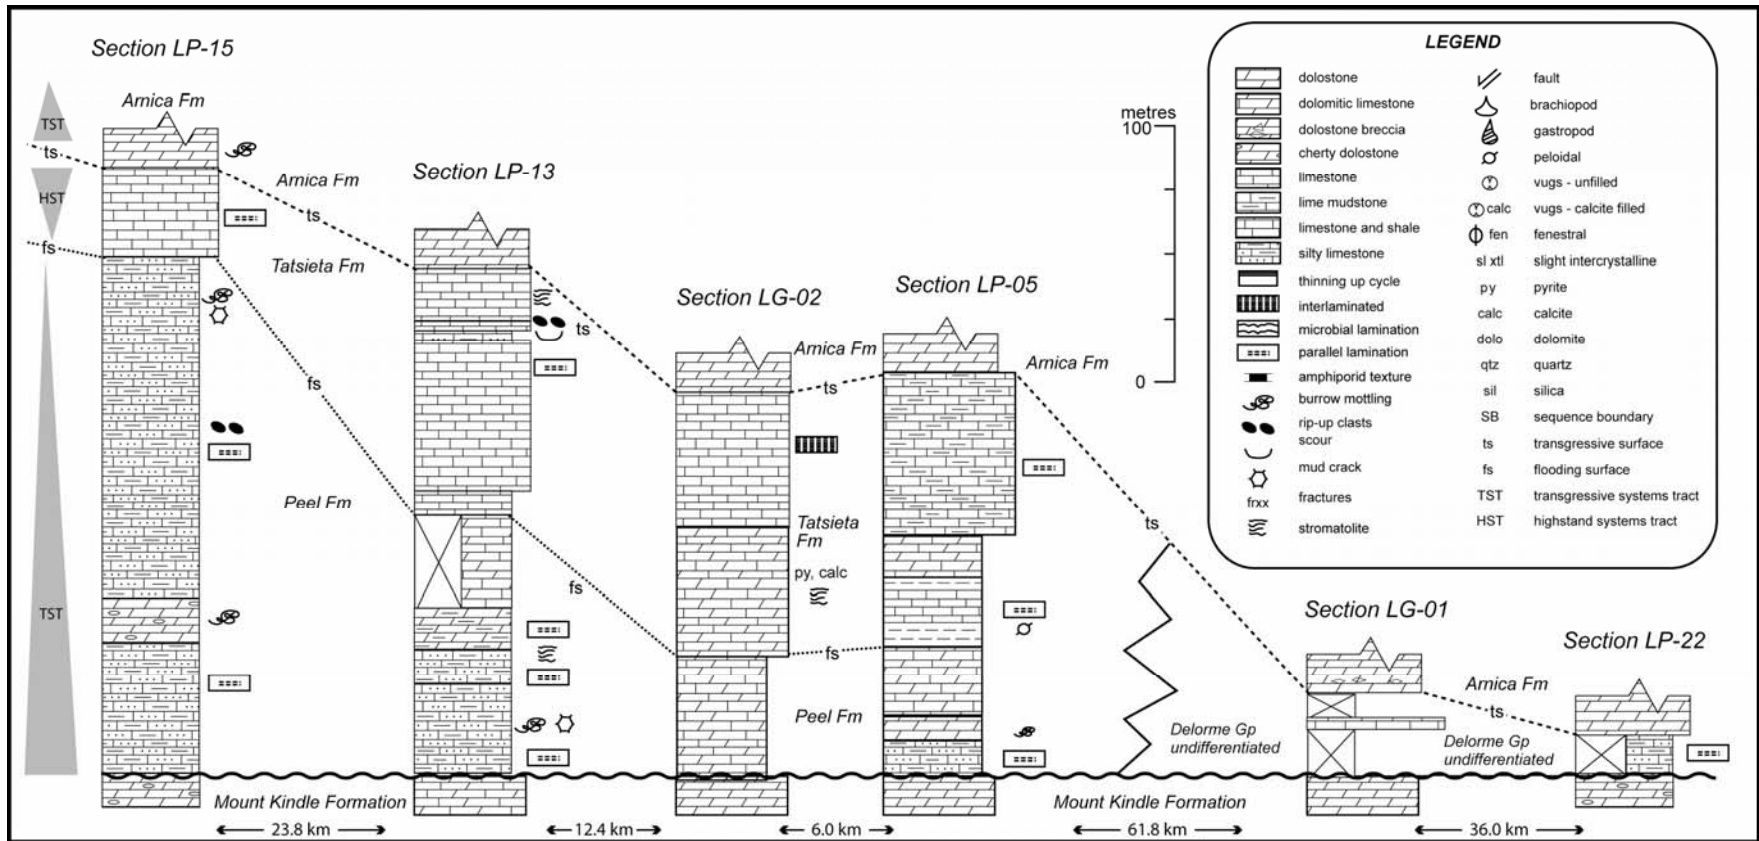 Section LP-15
Arnica Fm
TST
ts
HST
fs
TST
Section LP-13
Arnica Fm
ts
Tatsieta Fm
fs
Peel Fm
ts
fs
Section LG-02
Arnica Fm
ts
Tatsieta
Fm
py, calc
fs
Peel Fm
Section LP-05
Arnica Fm
ts
metres
100
0
Delorme Gp
undifferentiated
Section LG-01
Arnica Fm
ts
Delorme Gp
undifferentiated
Section LP-22
Mount Kindle Formation
Mount Kindle Formation
23.8 km
12.4 km
6.0 km
61.8 km
36.0 km
LEGEND
dolostone
dolomitic limestone
dolostone breccia
cherty dolostone
limestone
lime mudstone
limestone and shale
silty limestone
thinning up cycle
interlaminated
microbial lamination
parallel lamination
amphiporid texture
burrow mottling
rip-up clasts
scour
mud crack
frxx fractures
stromatolite
fault
brachiopod
gastropod
peloidal
vugs - unfilled
calc vugs - calcite filled
fen fenestral
sl xtl slight intercrystalline
py pyrite
calc calcite
dolo dolomite
qtz quartz
sil silica
SB sequence boundary
ts transgressive surface
fs flooding surface
TST transgressive systems tract
HST highstand systems tract